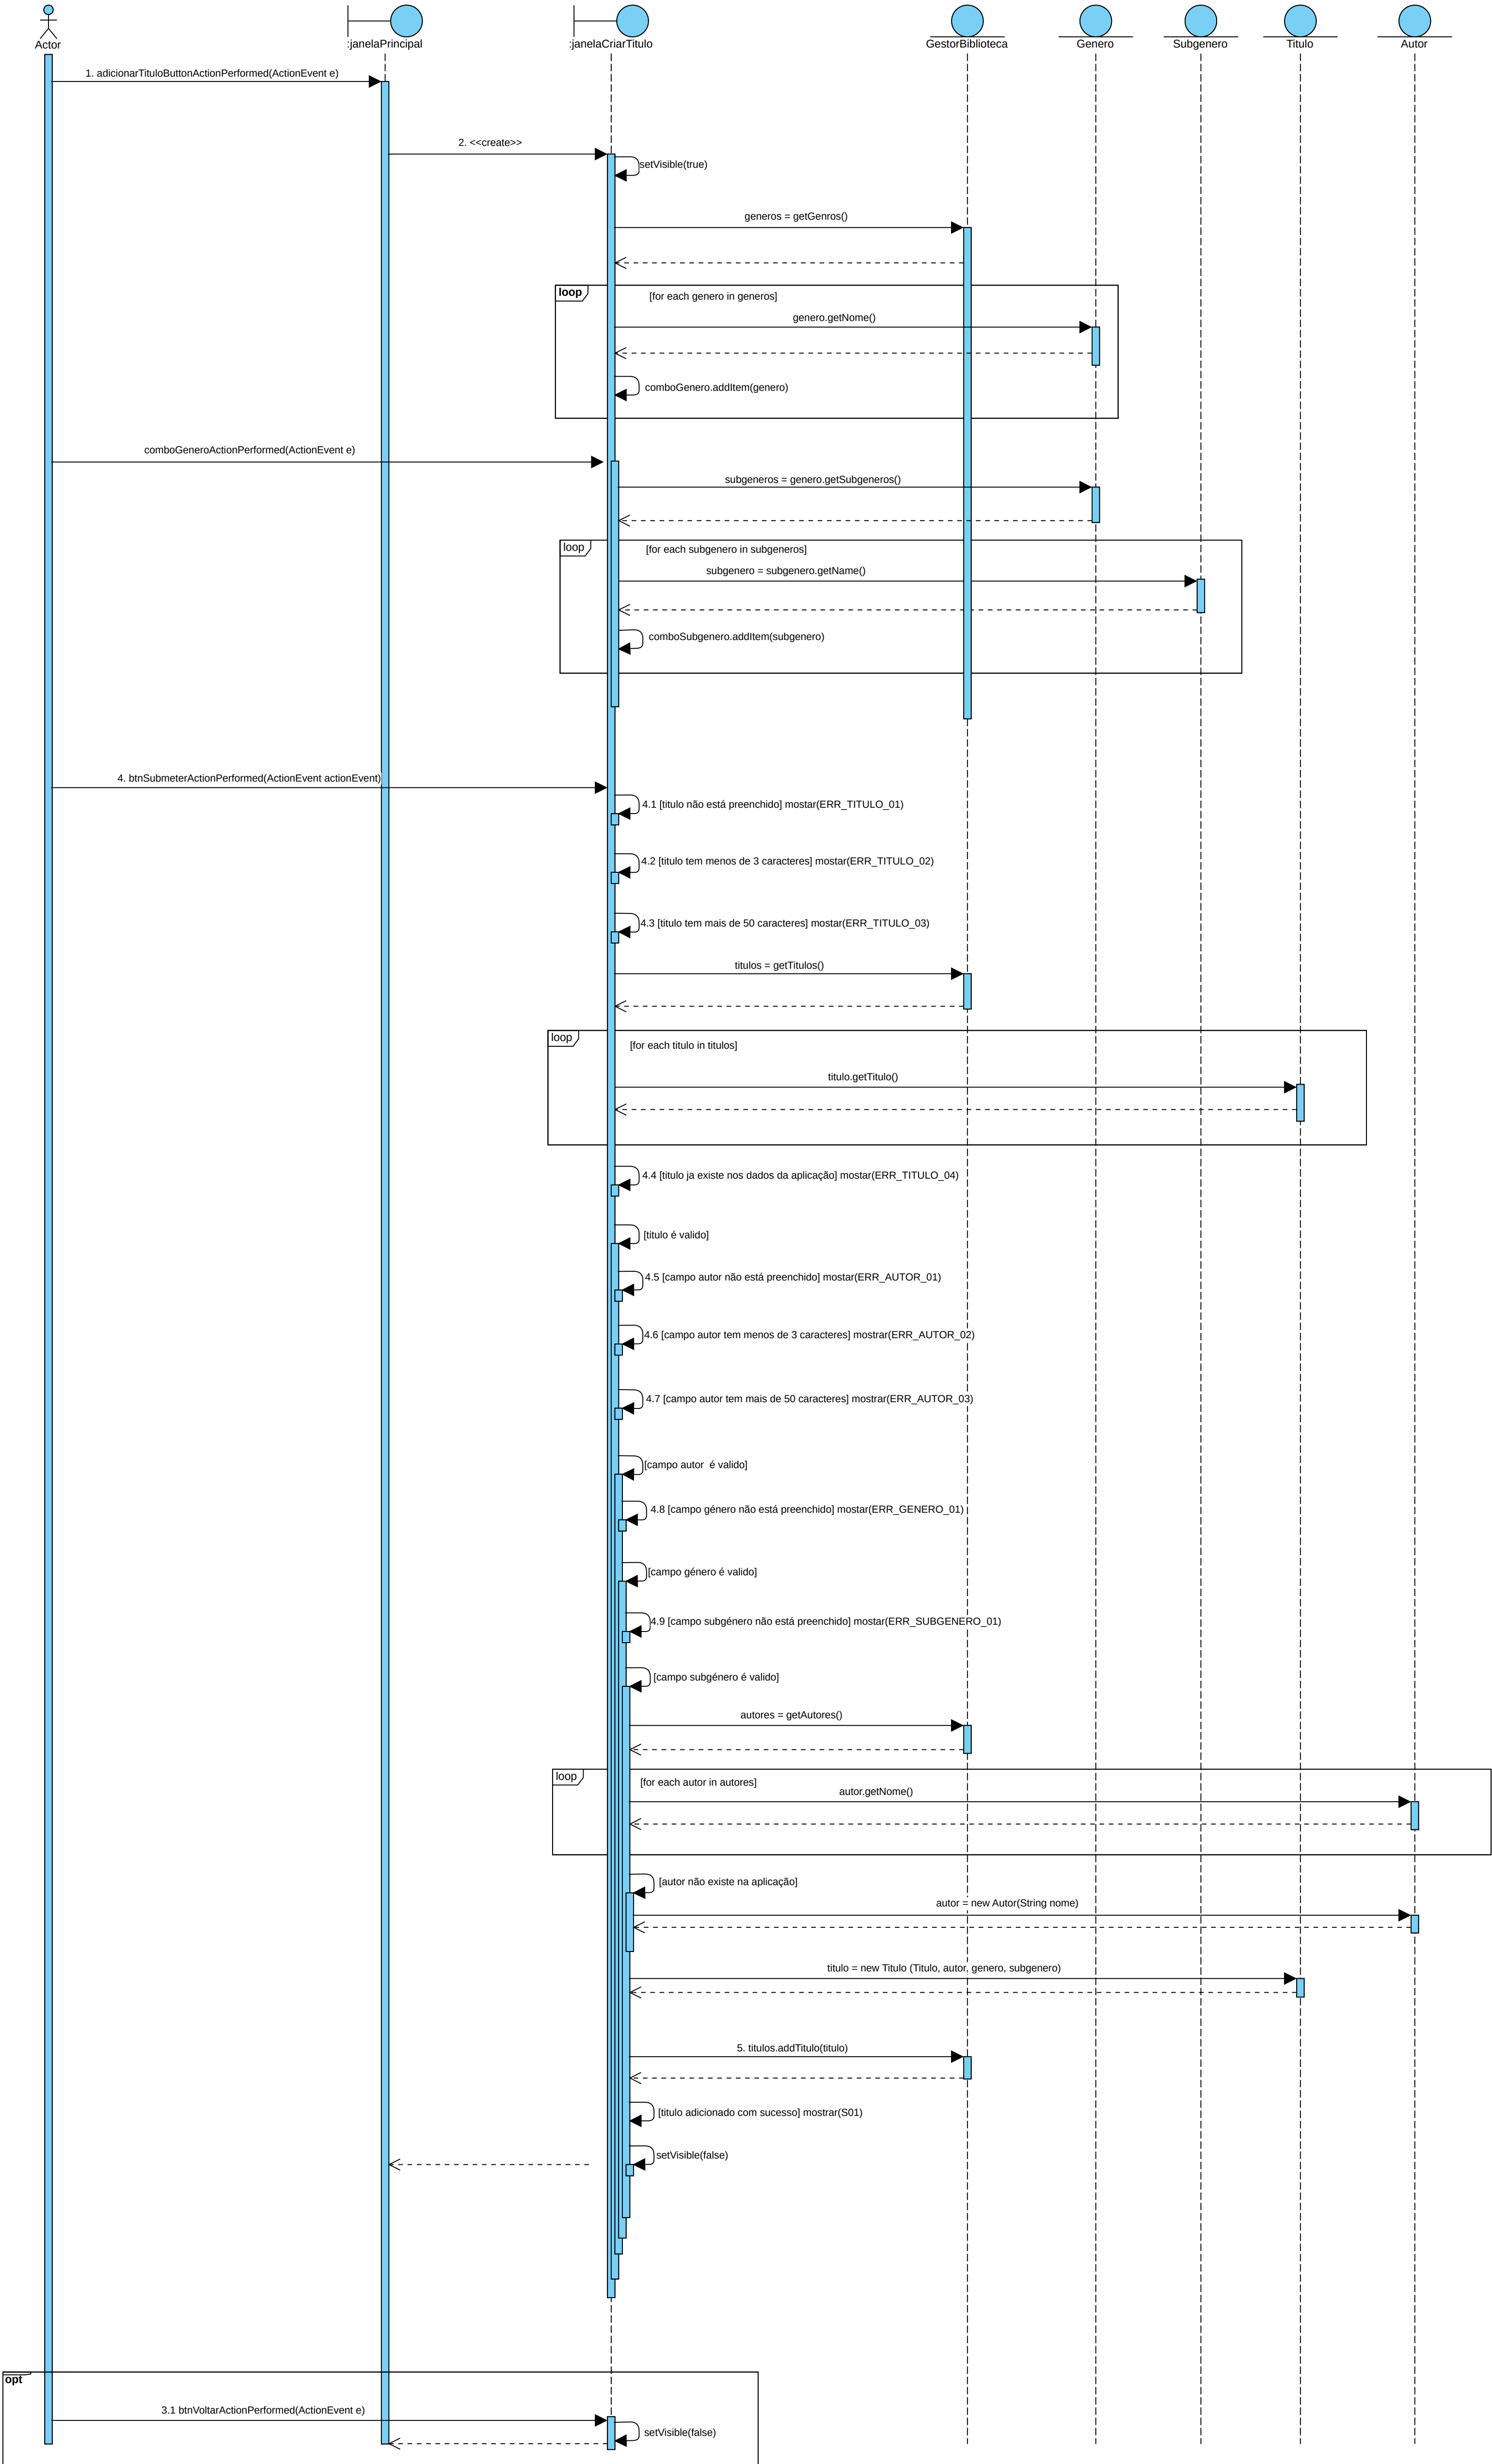 Actor
:janelaPrincipal
:janelaCriarTitulo
GestorBiblioteca
Genero
Subgenero
Titulo
Autor
1. adicionarTituloButtonActionPerformed(ActionEvent e)
2. <<create>>
setVisible(true)
generos = getGenros()
loop
[for each genero in generos]
genero.getNome()
comboGenero.addItem(genero)
comboGeneroActionPerformed(ActionEvent e)
subgeneros = genero.getSubgeneros()
loop
[for each subgenero in subgeneros]
subgenero = subgenero.getName()
comboSubgenero.addItem(subgenero)
4. btnSubmeterActionPerformed(ActionEvent actionEvent)
4.1 [titulo não está preenchido] mostar(ERR_TITULO_01)
4.2 [titulo tem menos de 3 caracteres] mostar(ERR_TITULO_02)
4.3 [titulo tem mais de 50 caracteres] mostar(ERR_TITULO_03)
titulos = getTitulos()
loop
[for each titulo in titulos]
titulo.getTitulo()
4.4 [titulo ja existe nos dados da aplicação] mostar(ERR_TITULO_04)
[titulo é valido]
4.5 [campo autor não está preenchido] mostar(ERR_AUTOR_01)
4.6 [campo autor tem menos de 3 caracteres] mostrar(ERR_AUTOR_02)
4.7 [campo autor tem mais de 50 caracteres] mostrar(ERR_AUTOR_03)
[campo autor  é valido]
4.8 [campo género não está preenchido] mostar(ERR_GENERO_01)
[campo género é valido]
4.9 [campo subgénero não está preenchido] mostar(ERR_SUBGENERO_01)
[campo subgénero é valido]
autores = getAutores()
loop
[for each autor in autores]
autor.getNome()
[autor não existe na aplicação]
autor = new Autor(String nome)
titulo = new Titulo (Titulo, autor, genero, subgenero)
5. titulos.addTitulo(titulo)
[titulo adicionado com sucesso] mostrar(S01)
setVisible(false)
opt
3.1 btnVoltarActionPerformed(ActionEvent e)
setVisible(false)